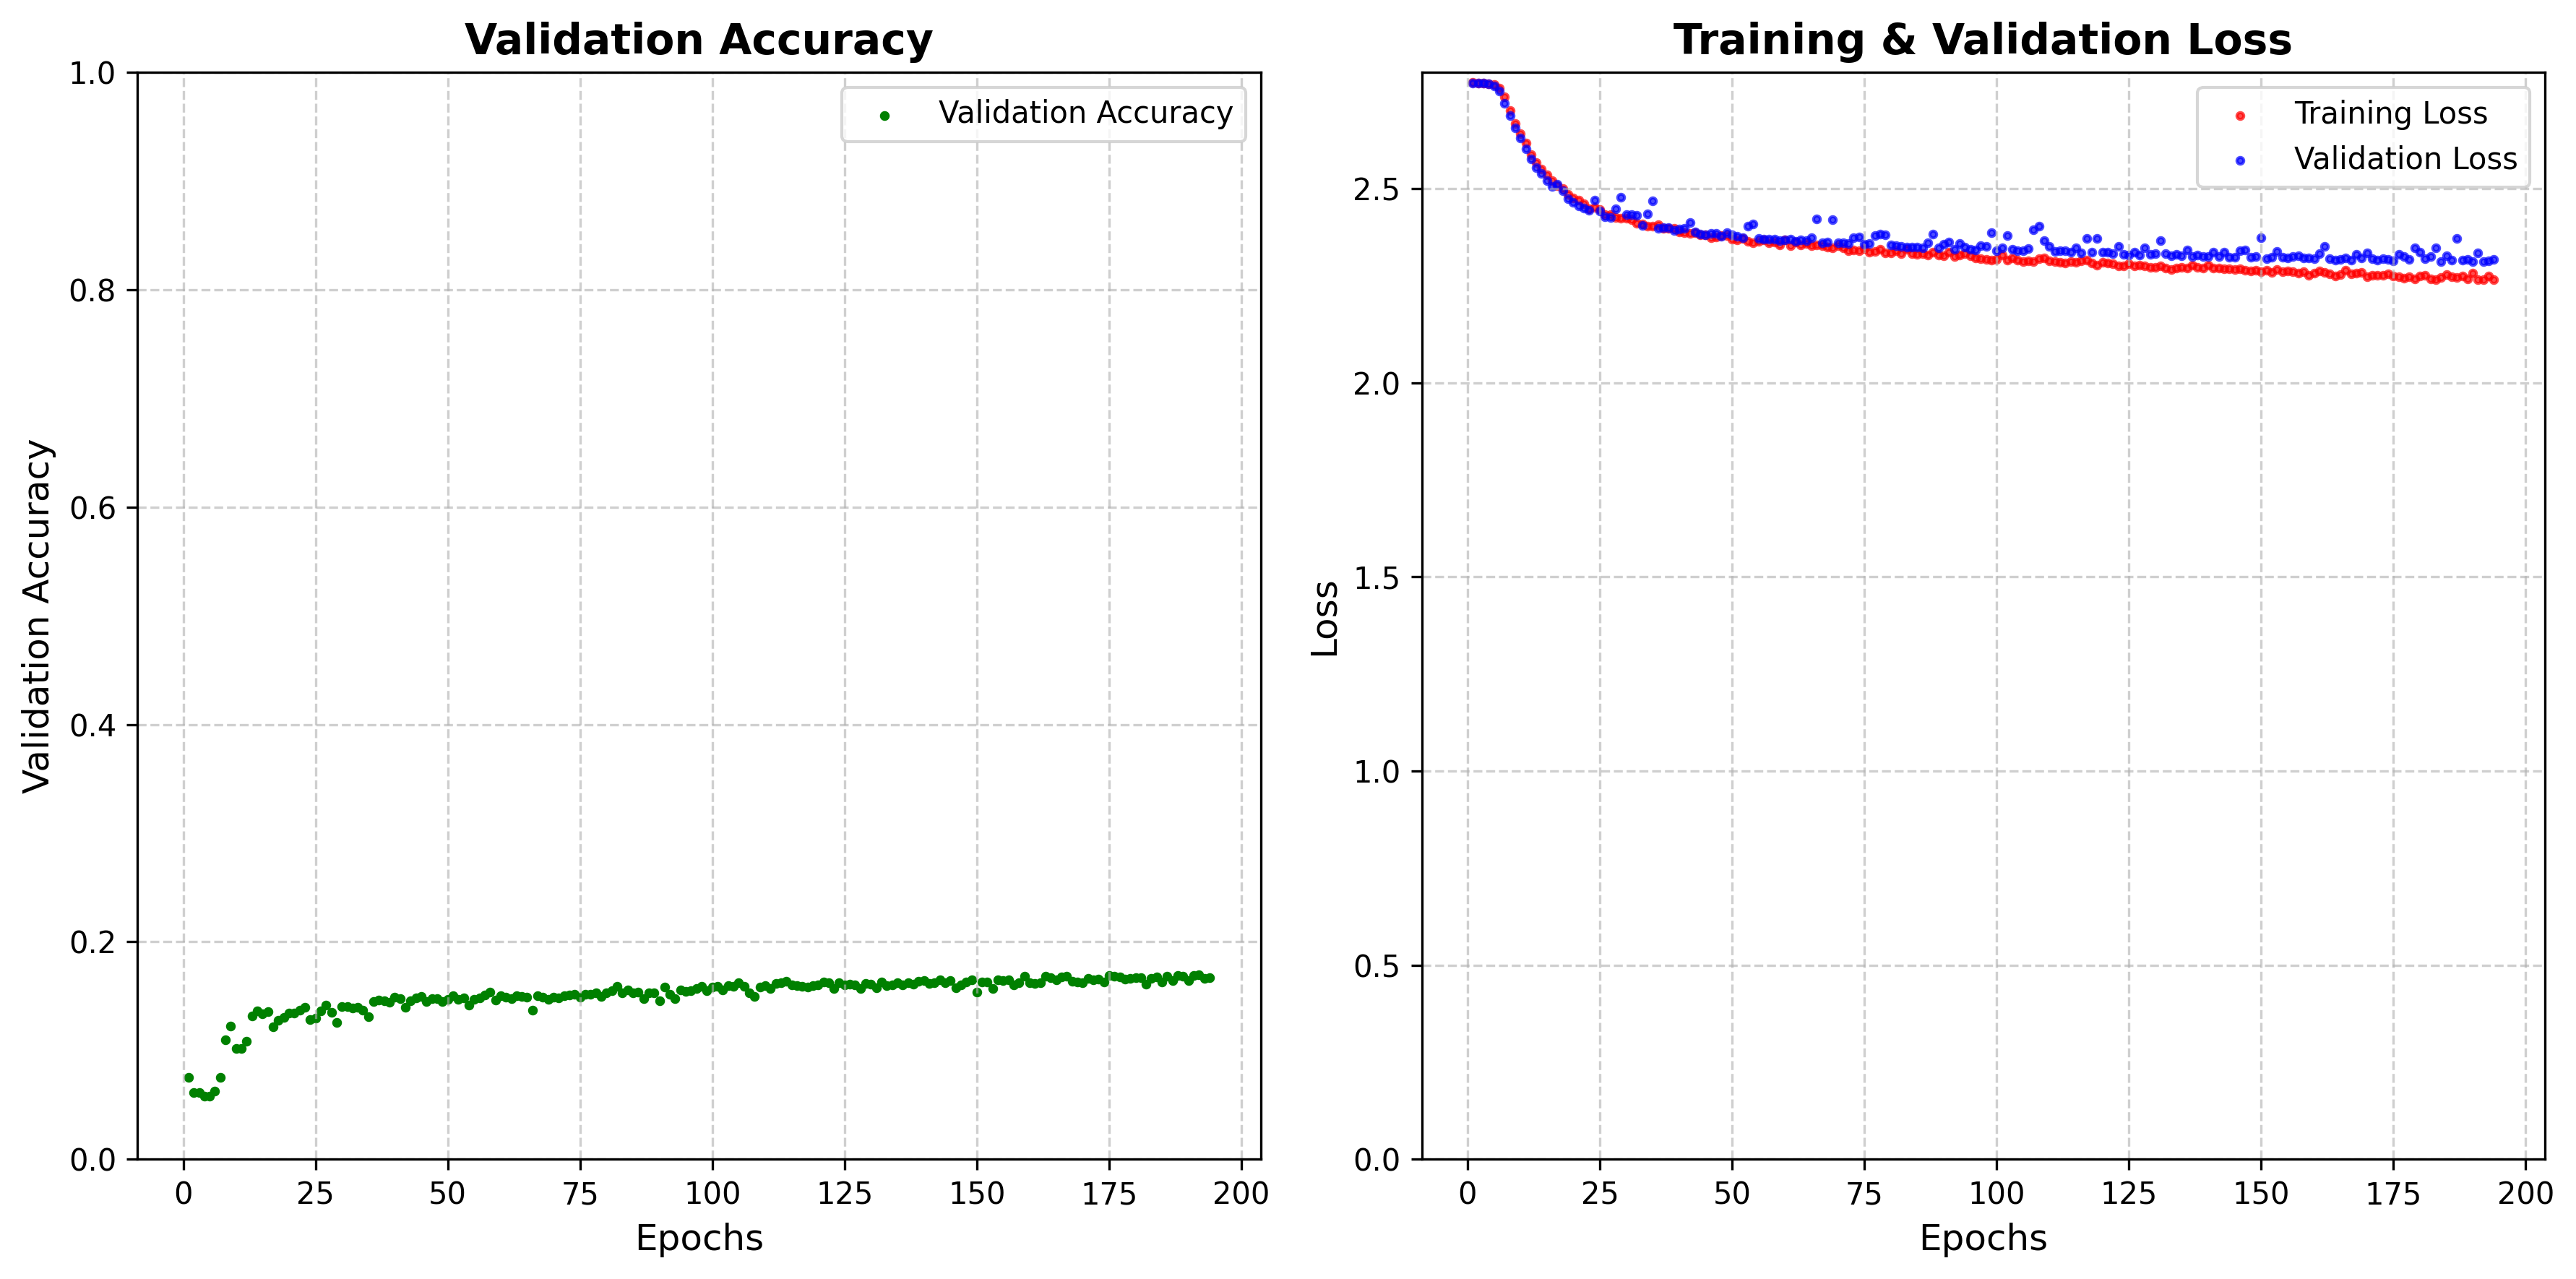 Validation Accuracy
1.0
0.8
0.6
0.4
0.2
0.0
Validation Accuracy
Validation Accuracy
0 25 50 75 100 125 150 175 200
Epochs
Training & Validation Loss
2.5
2.0
1.5
1.0
0.5
0.0
Loss
Training Loss
Validation Loss
0 25 50 75 100 125 150 175 200
Epochs